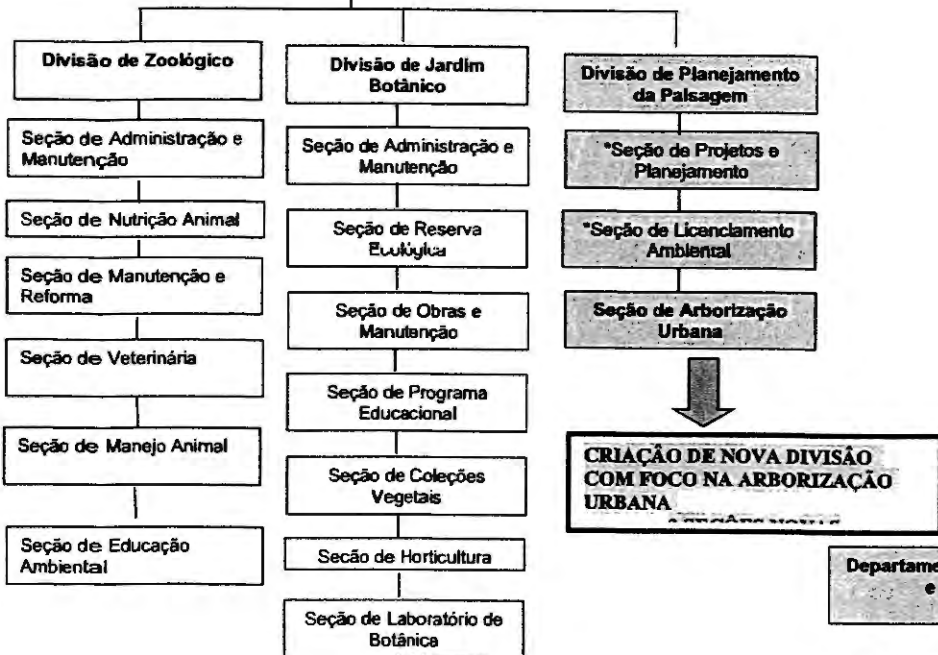 Divisão de Zoológico
Seção de Administração e
Manutenção
Seção de Nutrição Animal
Seção de Manutenção e
Reforma
Seção de Veterinária
Seção de Manejo Animal
Seção de Educação
Ambiental
Divisão de Jardim
Botânico
Seção de Administração e
Manutenção
Seção de Reserva
Ecológica
Seção de Obras e
Manutenção
Seção de Programa
Educacional
Seção de Coleções
Vegetais
Secão de Horticultura
Seção de Laboratório de
Botânica
Divisão de Planejamento
da Paisagem
*Seção de Projetos e
Planejamento
*Seção de Licenciamento
Ambiental
Seção de Arborização
Urbana
CRIAÇÃO DE NOVA DIVISÃO
COM FOCO NA ARBORIZAÇÃO
URBANA
SEÇÕES NOVAS
Departame
e